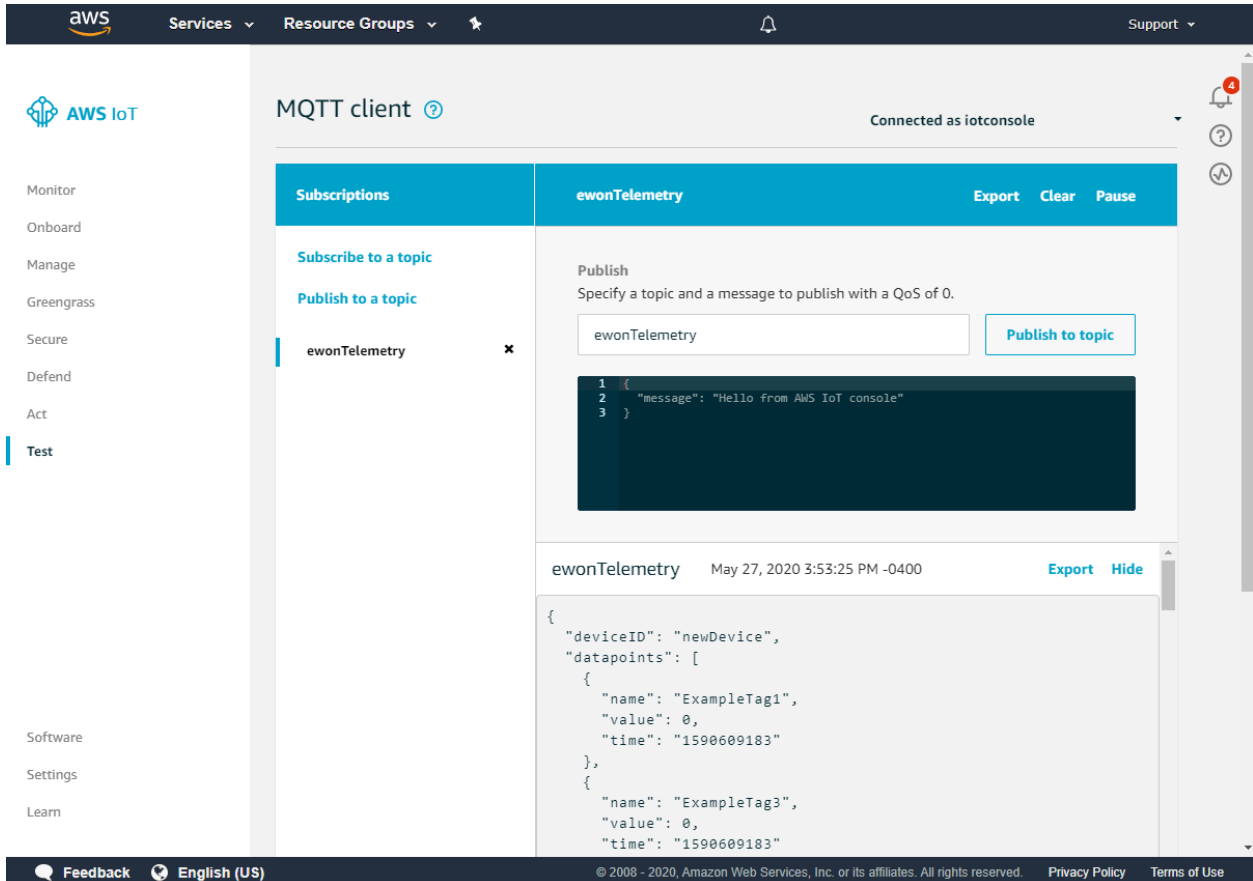 aws Services Resource Groups Support
4
AWS IoT
MQTT client ?
Connected as iotconsole
Monitor
Onboard
Manage
Greengrass
Secure
Defend
Act
Test
Software
Settings
Learn
Subscriptions
Subscribe to a topic
Publish to a topic
ewonTelemetry ×
ewonTelemetry Export Clear Pause
Publish
Specify a topic and a message to publish with a QoS of 0.
ewonTelemetry Publish to topic
1 {
2 "message": "Hello from AWS IoT console"
3 }
ewonTelemetry May 27, 2020 3:53:25 PM -0400 Export Hide
{
"deviceID": "newDevice",
"datapoints": [
{
"name": "ExampleTag1",
"value": 0,
"time": "1590609183"
},
{
"name": "ExampleTag3",
"value": 0,
"time": "1590609183"
Feedback English (US) © 2008 - 2020, Amazon Web Services, Inc. or its affiliates. All rights reserved. Privacy Policy Terms of Use